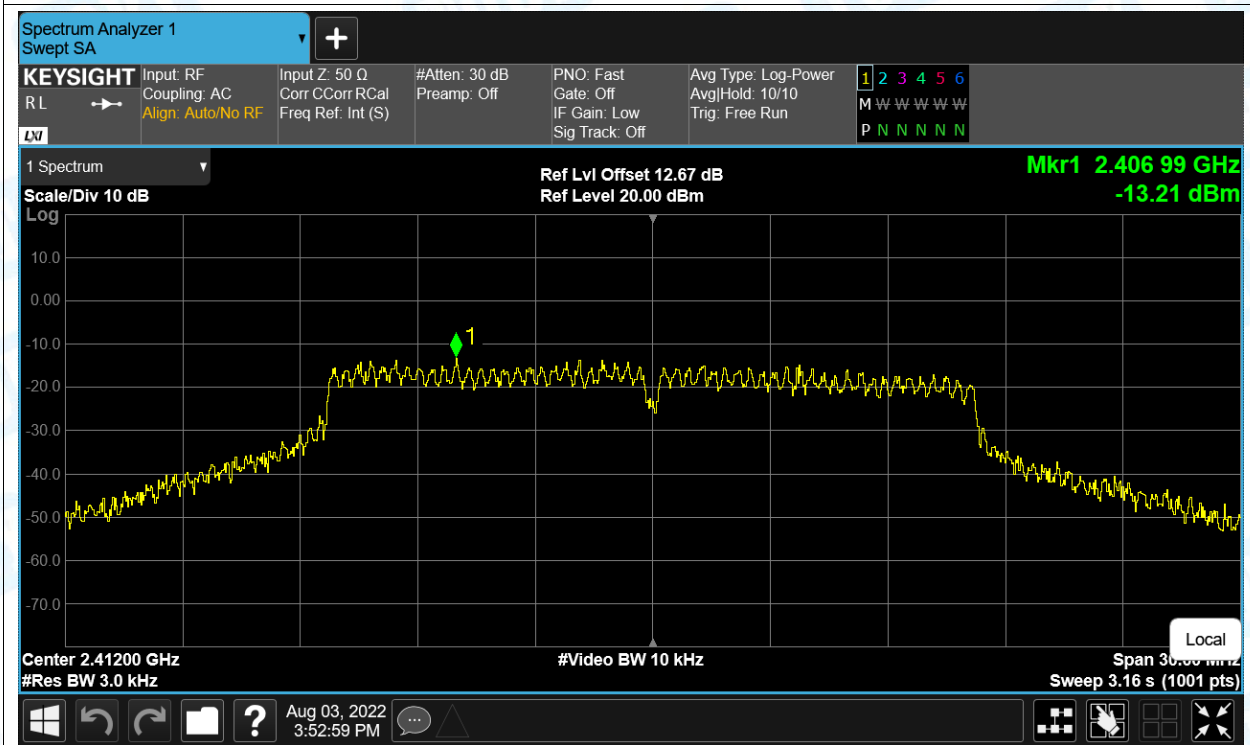 Spectrum Analyzer 1
Swept SA
KEYSIGHT
R L
LXI
Input: RF
Coupling: AC
Align: Auto/No RF
Input Z: 50 Ω
Corr CCorr RCal
Freq Ref: Int (S)
#Atten: 30 dB
Preamp: Off
PNO: Fast
Gate: Off
IF Gain: Low
Sig Track: Off
Avg Type: Log-Power
Avg|Hold: 10/10
Trig: Free Run
1 2 3 4 5 6
M W W W W W W
P N N N N N N
1 Spectrum
Scale/Div 10 dB
Log
Ref Lvl Offset 12.67 dB
Ref Level 20.00 dBm
Mkr1 2.406 99 GHz
-13.21 dBm
10.0
0.00
-10.0
-20.0
-30.0
-40.0
-50.0
-60.0
-70.0
1
Center 2.41200 GHz
#Res BW 3.0 kHz
#Video BW 10 kHz
Local
Span
Sweep 3.16 s (1001 pts)
?
Aug 03, 2022
3:52:59 PM